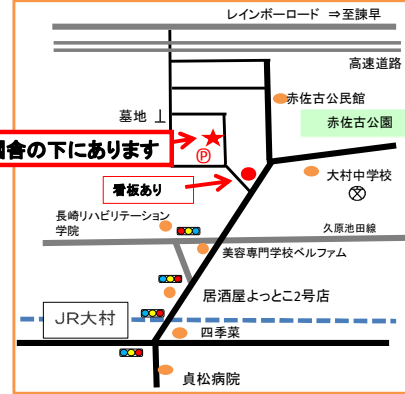 レインボーロード ⇒至諫早
高速道路
墓地
赤佐古公民館
赤佐古公園
舎の下にあります
P
看板あり
大村中学校
長崎リハビリテーション
学院
久原池田線
美容専門学校ベルファム
居酒屋よっとこ2号店
JR大村
四季菜
貞松病院